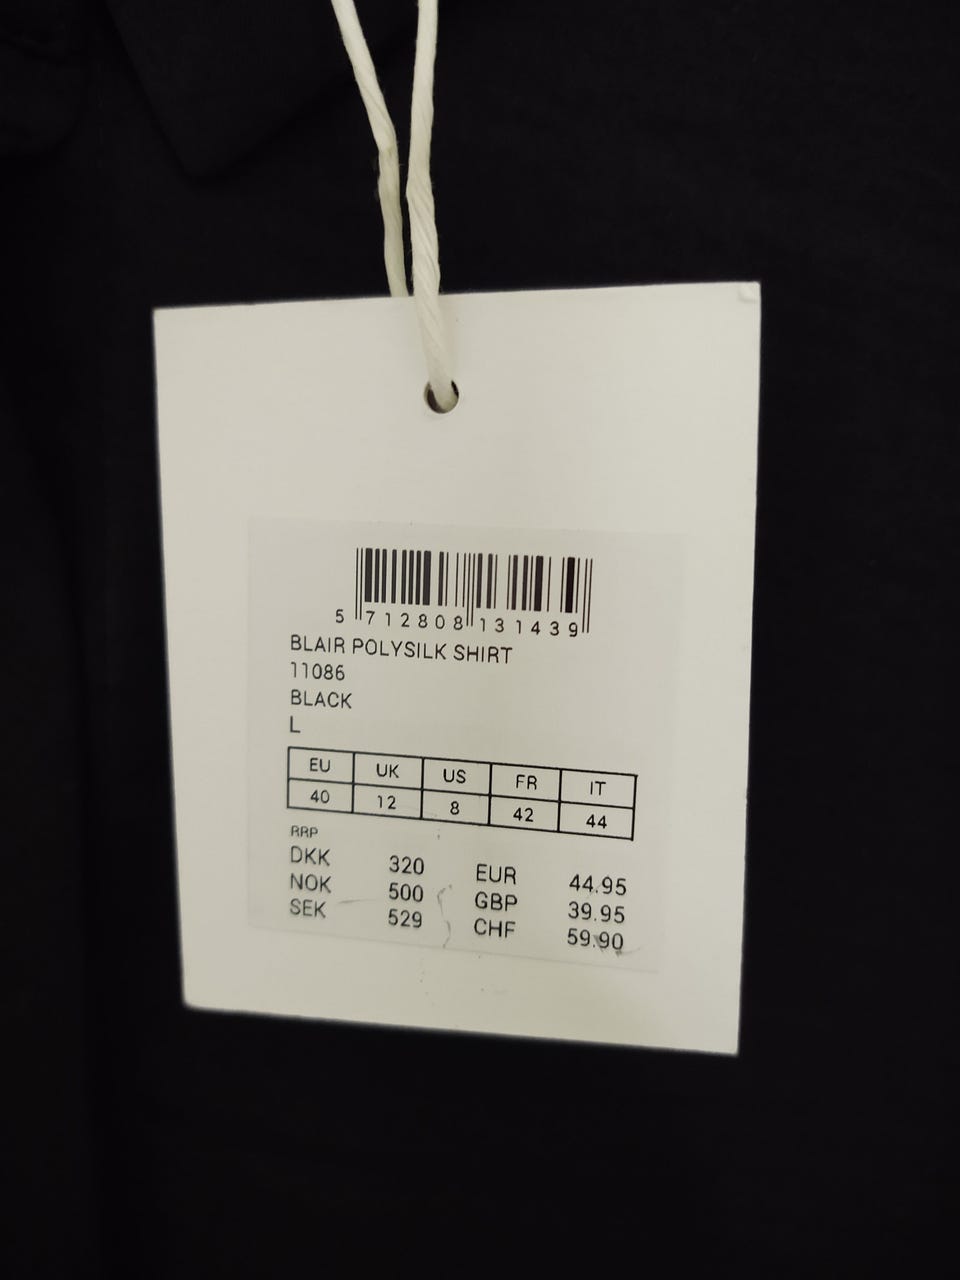 5 712808 131439
BLAIR POLYSILK SHIRT
11086
BLACK
L
EU UK US FR IT
40 12 8 42 44
RRP
DKK 320 EUR 44.95
NOK 500 GBP 39.95
SEK 529 CHF 59.90